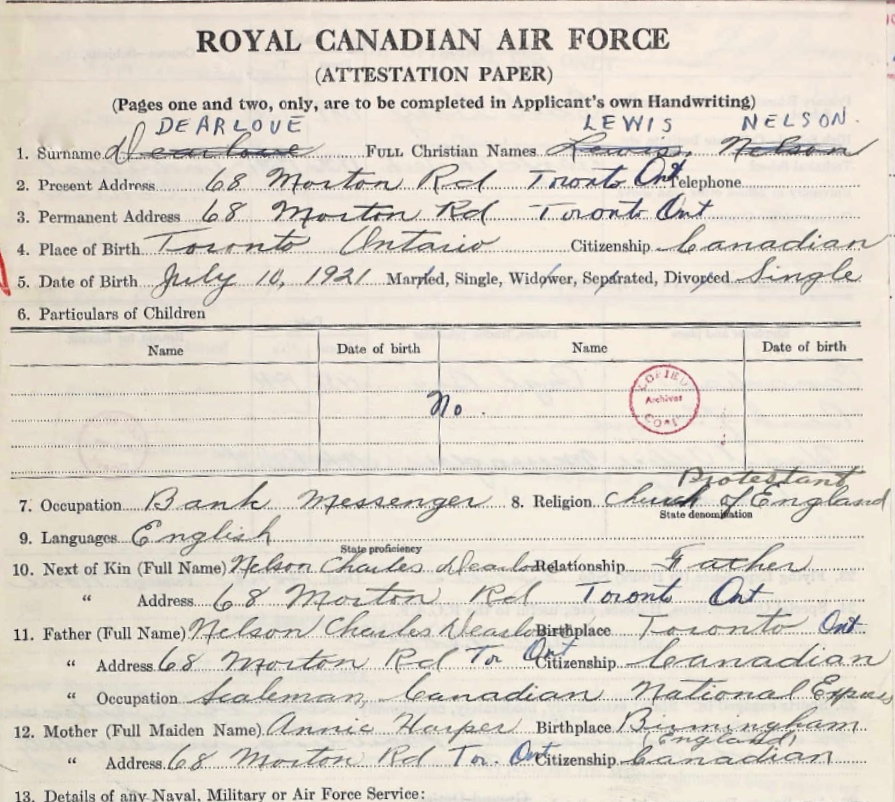 ROYAL CANADIAN AIR FORCE
(ATTESTATION PAPER)
(Pages one and two, only, are to be completed in Applicant's own Handwriting)
DEARLOVE LEWIS NELSON.
1. Surname Dearlove FULL Christian Names Lewis, Nelson
2. Present Address 68 Morton Rd Toronto Ont Telephone
3. Permanent Address 68 Morton Rd Toronto Ont
4. Place of Birth Toronto Ontario Citizenship Canadian
5. Date of Birth July 10, 1921 Married, Single, Widower, Separated, Divorced Single
6. Particulars of Children
Name Date of birth Name Date of birth
No.
COPIED
Archives
COPIÉ
Protestant
7. Occupation Bank Messenger 8. Religion Church of England
State denomination
9. Languages English
State proficiency
10. Next of Kin (Full Name) Nelson Charles Dearlove Relationship Father
" Address 68 Morton Rd Toronto Ont
11. Father (Full Name) Nelson Charles Dearlove Birthplace Toronto Ont.
" Address 68 Morton Rd Tor Ont Citizenship Canadian
" Occupation Scaleman, Canadian National Express
12. Mother (Full Maiden Name) Annie Harper Birthplace Birmingham
(England)
" Address 68 Morton Rd Tor. Ont Citizenship Canadian
13. Details of any Naval, Military or Air Force Service: